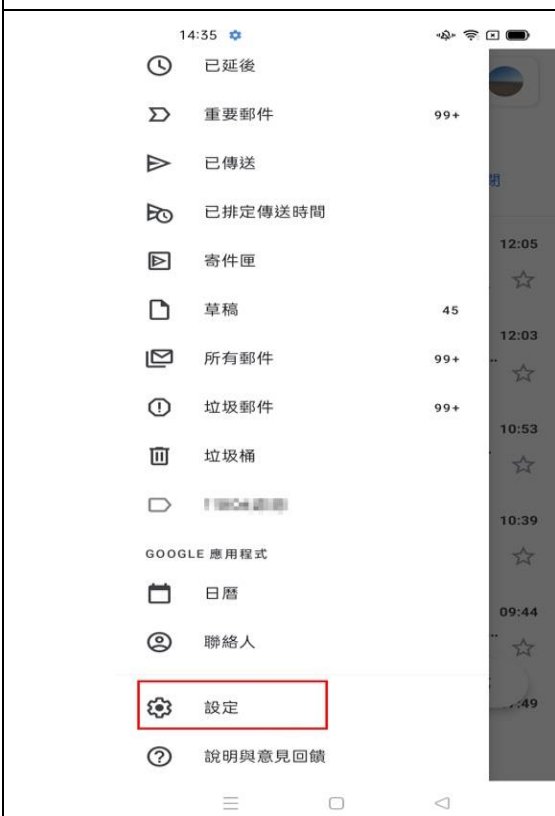 14:35
已延後
重要郵件 99+
已傳送
已排定傳送時間
寄件匣
草稿 45
所有郵件 99+
垃圾郵件 99+
垃圾桶
GOOGLE 應用程式
日曆
聯絡人
設定
說明與意見回饋
12:05
12:03
10:53
10:39
09:44
:49